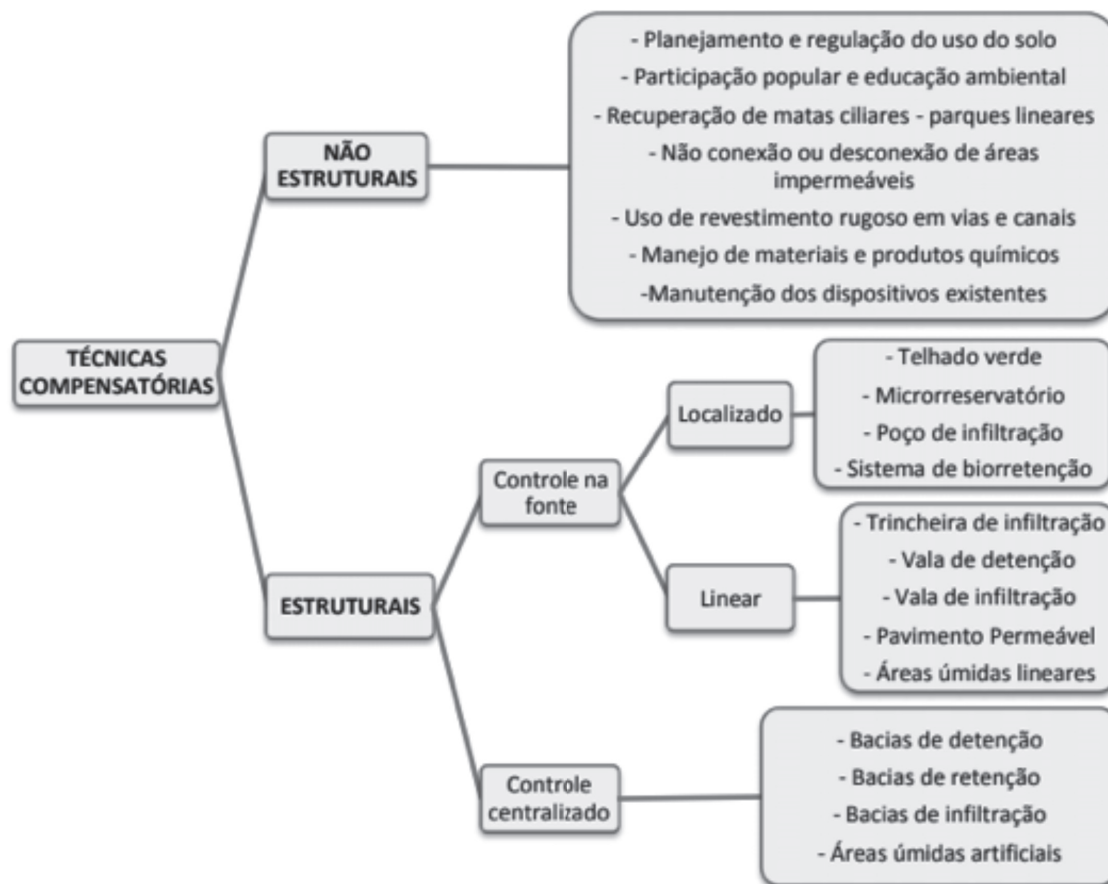 - Planejamento e regulação do uso do solo
- Participação popular e educação ambiental
- Recuperação de matas ciliares - parques lineares
- Não conexão ou desconexão de áreas
impermeáveis
- Uso de revestimento rugoso em vias e canais
- Manejo de materiais e produtos químicos
-Manutenção dos dispositivos existentes
NÃO
ESTRUTURAIS
TÉCNICAS
COMPENSATÓRIAS
ESTRUTURAIS
Controle na
fonte
Localizado
- Telhado verde
- Microrreservatório
- Poço de infiltração
- Sistema de biorretenção
Linear
- Trincheira de infiltração
- Vala de detenção
- Vala de infiltração
- Pavimento Permeável
- Áreas úmidas lineares
Controle
centralizado
- Bacias de detenção
- Bacias de retenção
- Bacias de infiltração
- Áreas úmidas artificiais